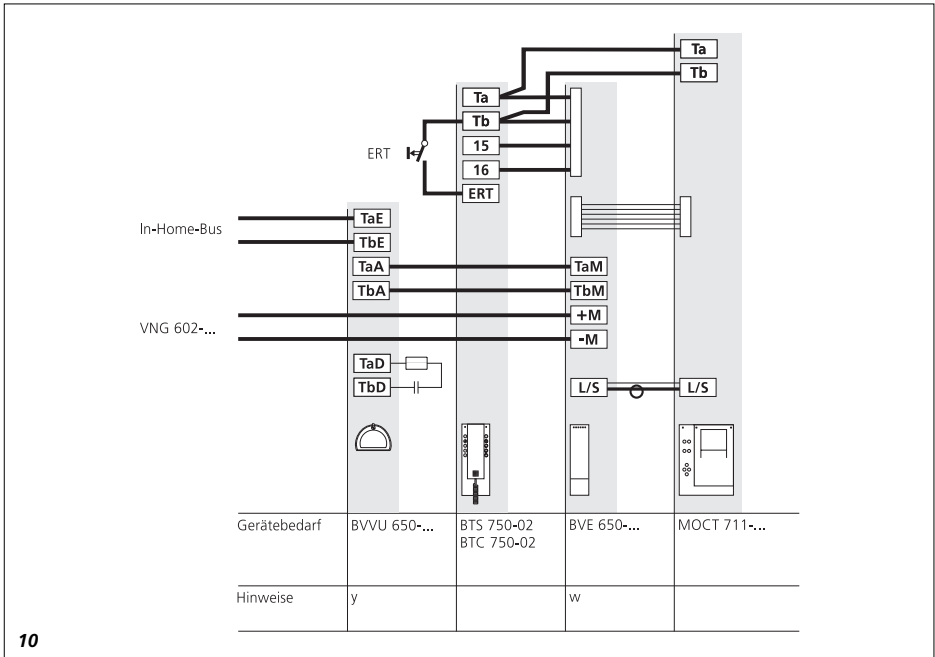 Ta
Tb
Ta
Tb
15
ERT
16
ERT
TaE
In-Home-Bus
TbE
TaA TaM
TbA TbM
+M
VNG 602-...
-M
TaD
TbD L/S L/S
Gerätebedarf BVVU 650-... BTS 750-02 BVE 650-... MOCT 711-...
BTC 750-02
Hinweise y w
10